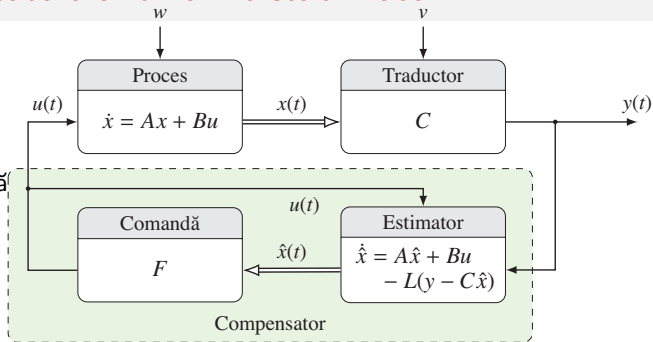 w
v
Proces
Traductor
u(t)
x(t)
y(t)
ẋ = Ax + Bu
C
u(t)
Comandă
Estimator
x̂(t)
F
x̂̇ = Ax̂ + Bu
− L(y − Cx̂)
Compensator